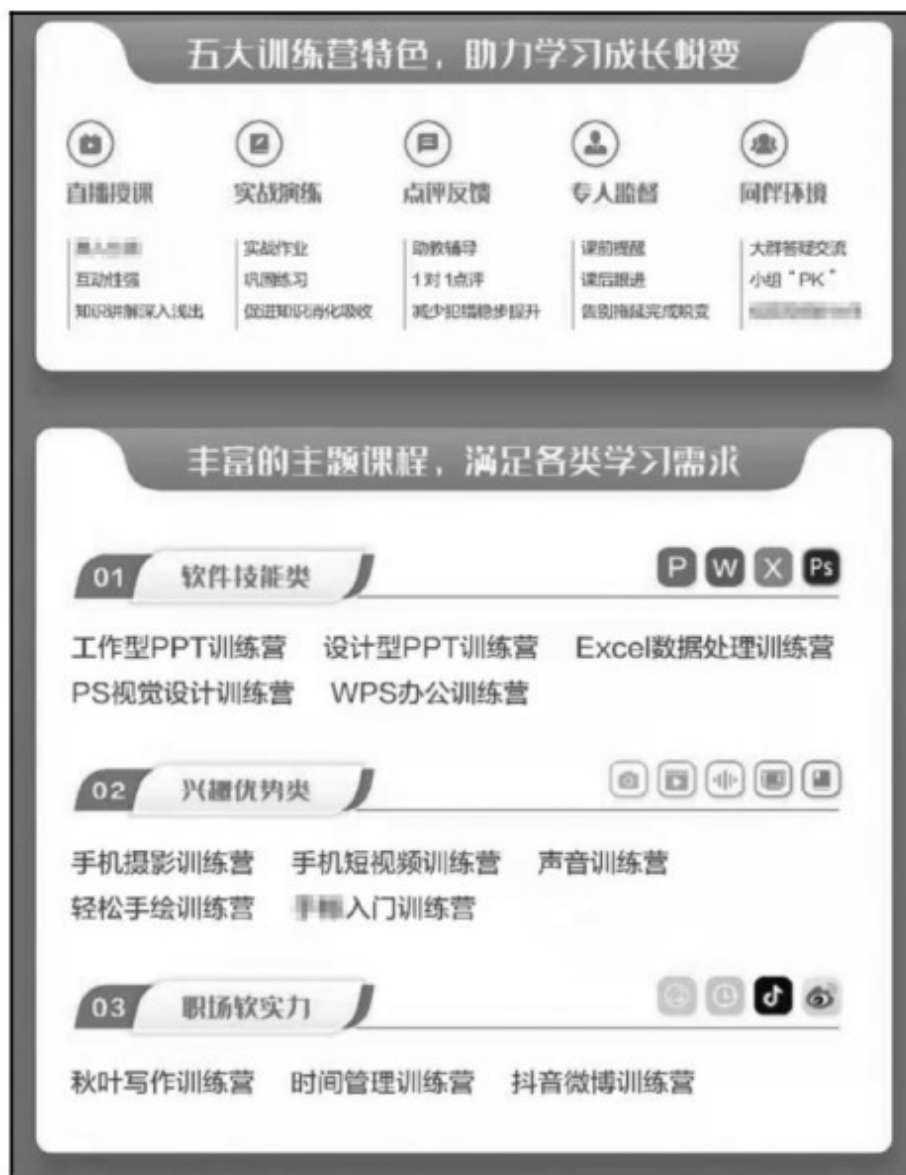 五大训练营特色，助力学习成长蜕变
直播授课 实战演练 点评反馈 专人监督 同伴环境
实战作业 助教辅导 课前提醒 大群答疑交流
互动性强 巩固练习 1对1点评 课后跟进 小组“PK”
知识讲解深入浅出 促进知识消化吸收 减少犯错稳步提升 告别拖延完成蜕变
丰富的主题课程，满足各类学习需求
01 软件技能类 P W X Ps
工作型PPT训练营 设计型PPT训练营 Excel数据处理训练营
PS视觉设计训练营 WPS办公训练营
02 兴趣优势类
手机摄影训练营 手机短视频训练营 声音训练营
轻松手绘训练营 入门训练营
03 职场软实力
秋叶写作训练营 时间管理训练营 抖音微博训练营